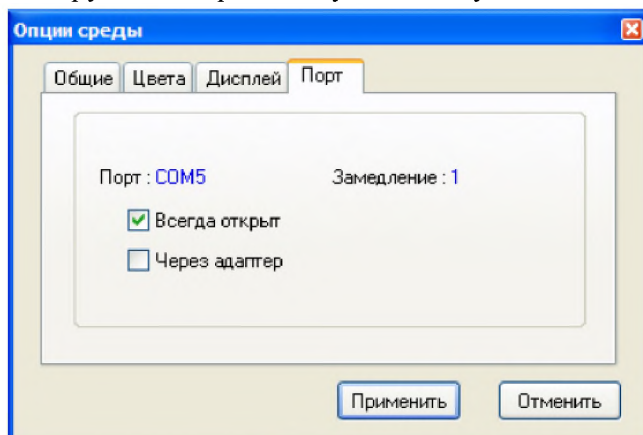 Опции среды
Общие Цвета Дисплей Порт
Порт : COM5 Замедление : 1
Всегда открыт
Через адаптер
Применить Отменить